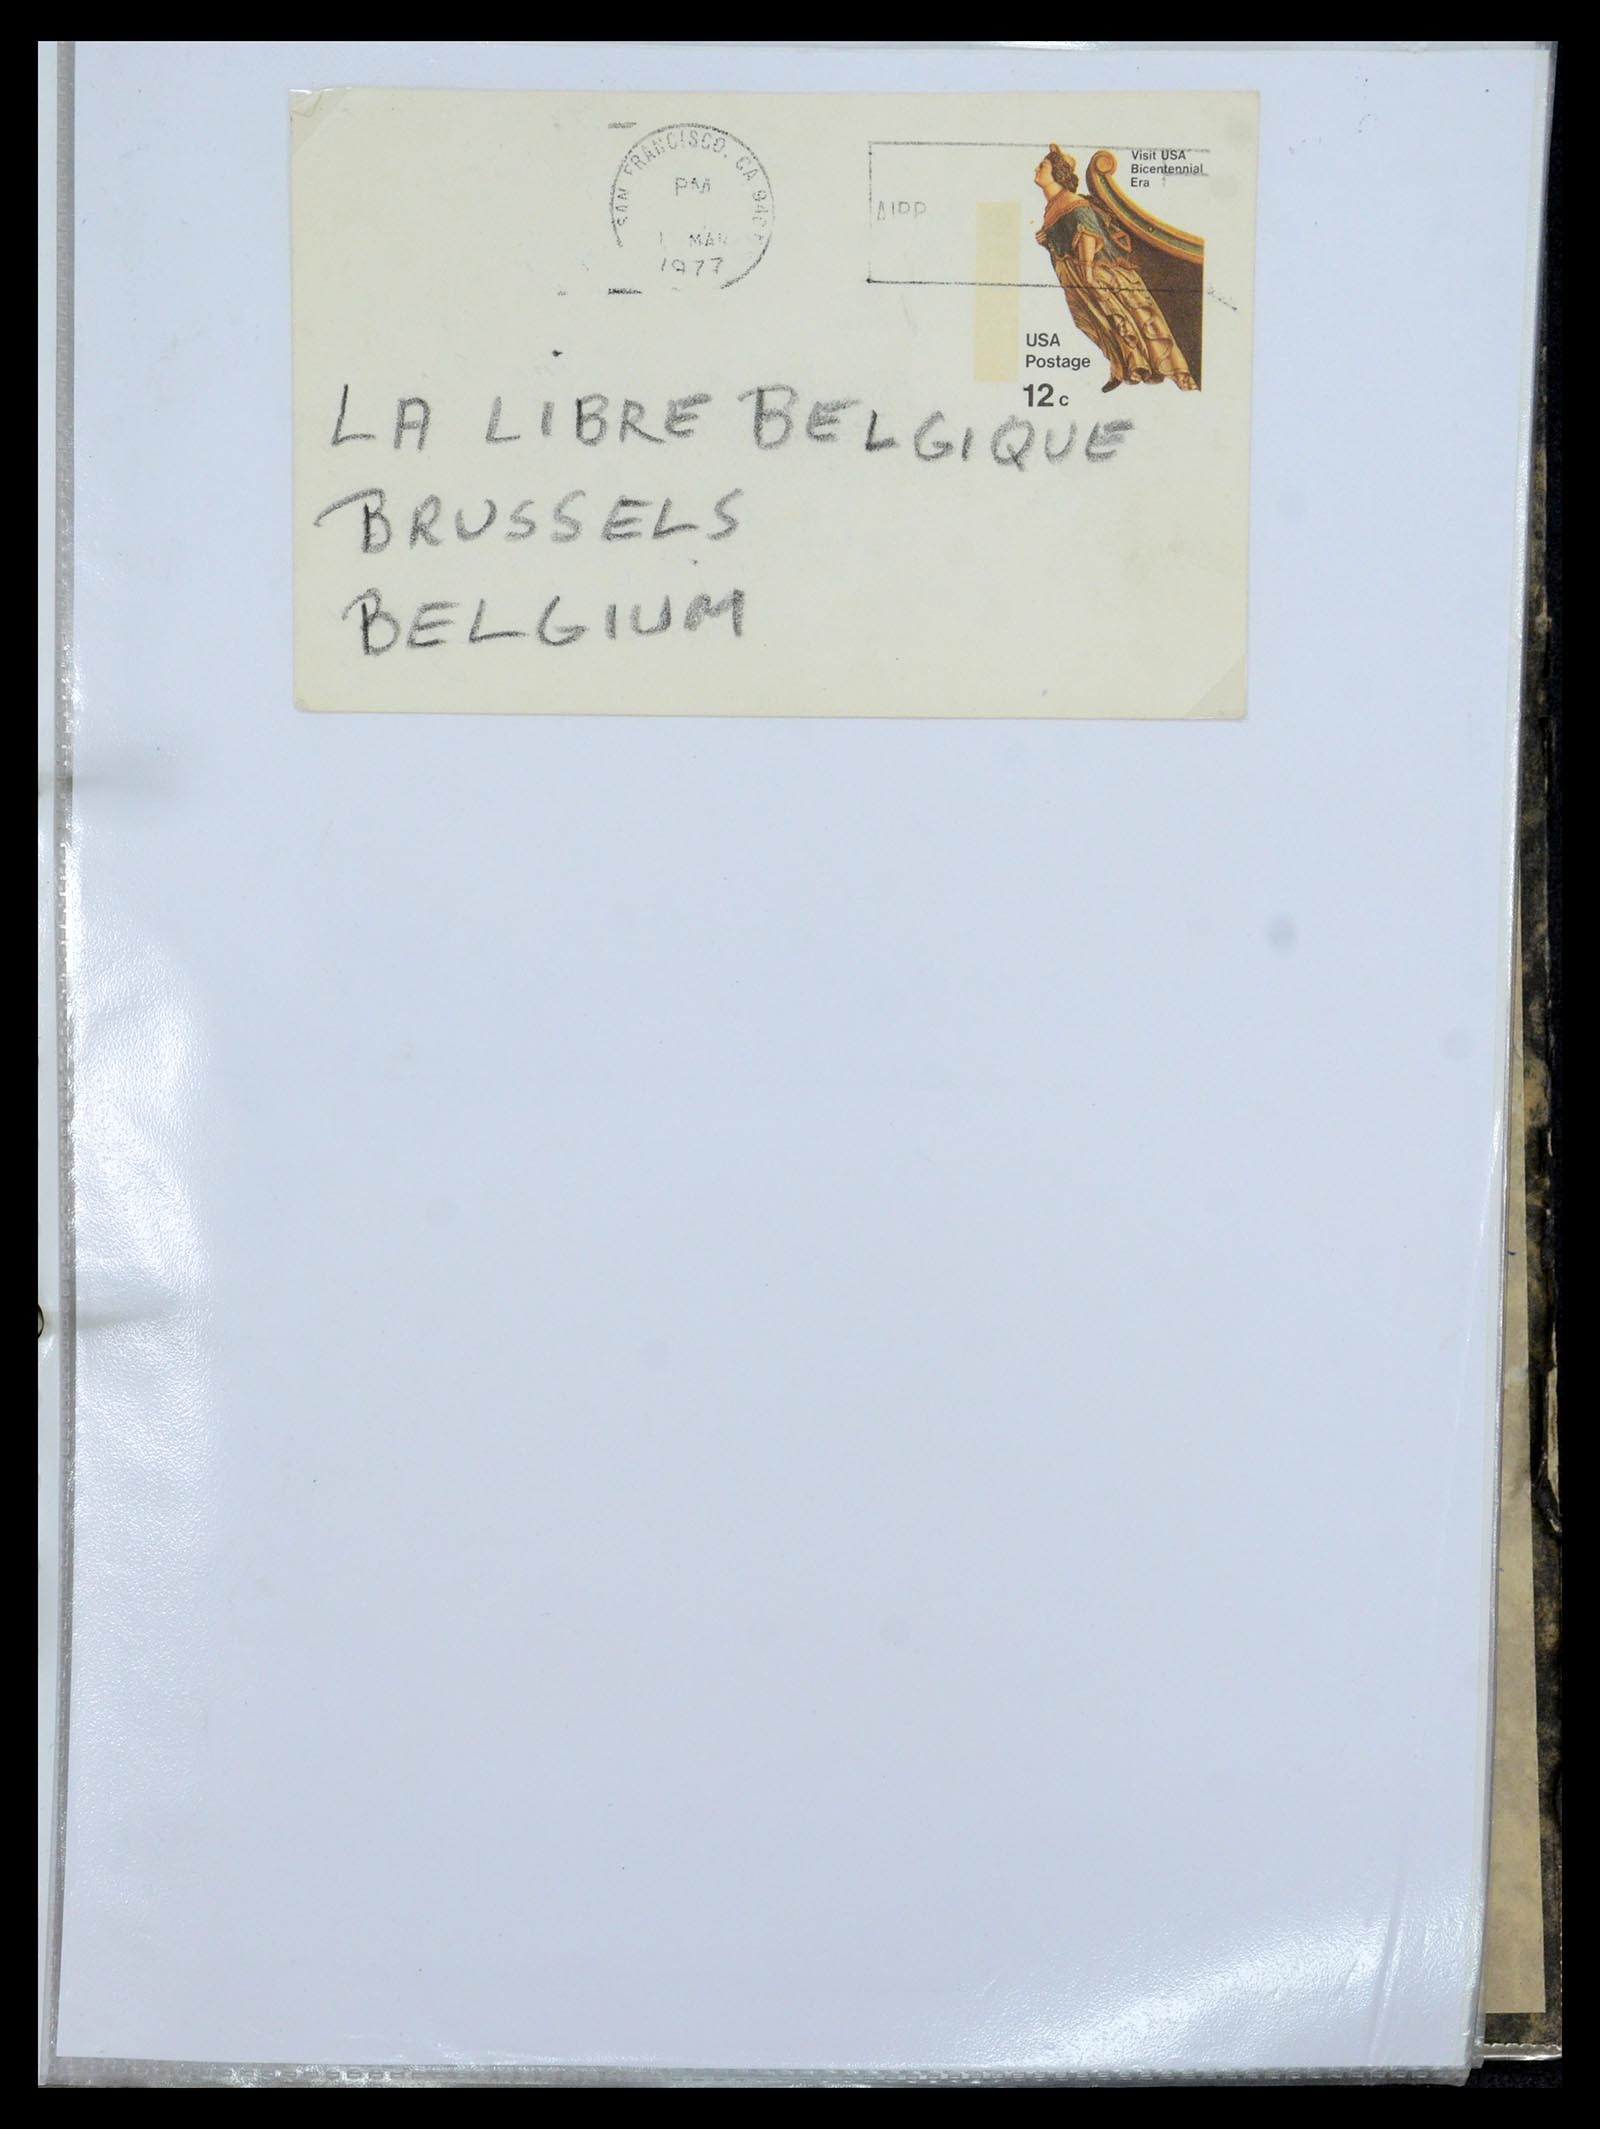 SAN FRANCISCO, CA
PM
1977
Visit USA
Bicentennial
Era
USA
Postage
12c
LA LIBRE BELGIQUE
BRUSSELS
BELGIUM